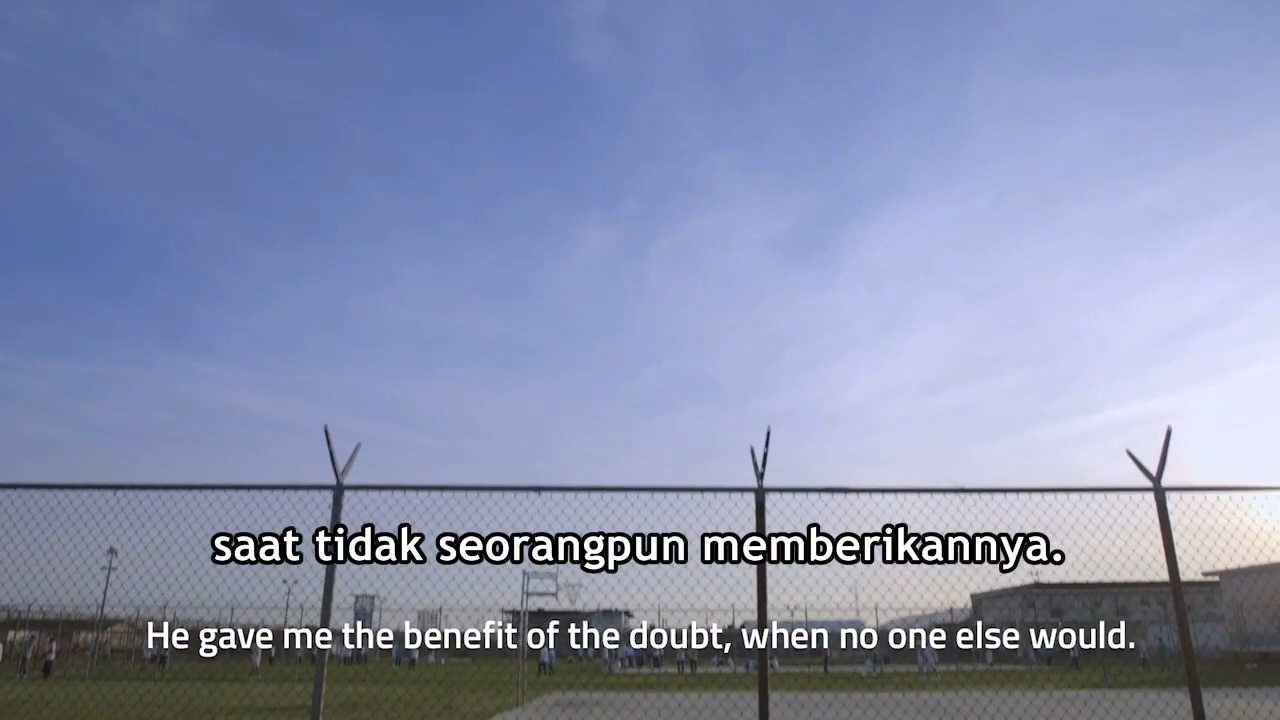 saat tidak seorangpun memberikannya.
He gave me the benefit of the doubt, when no one else would.